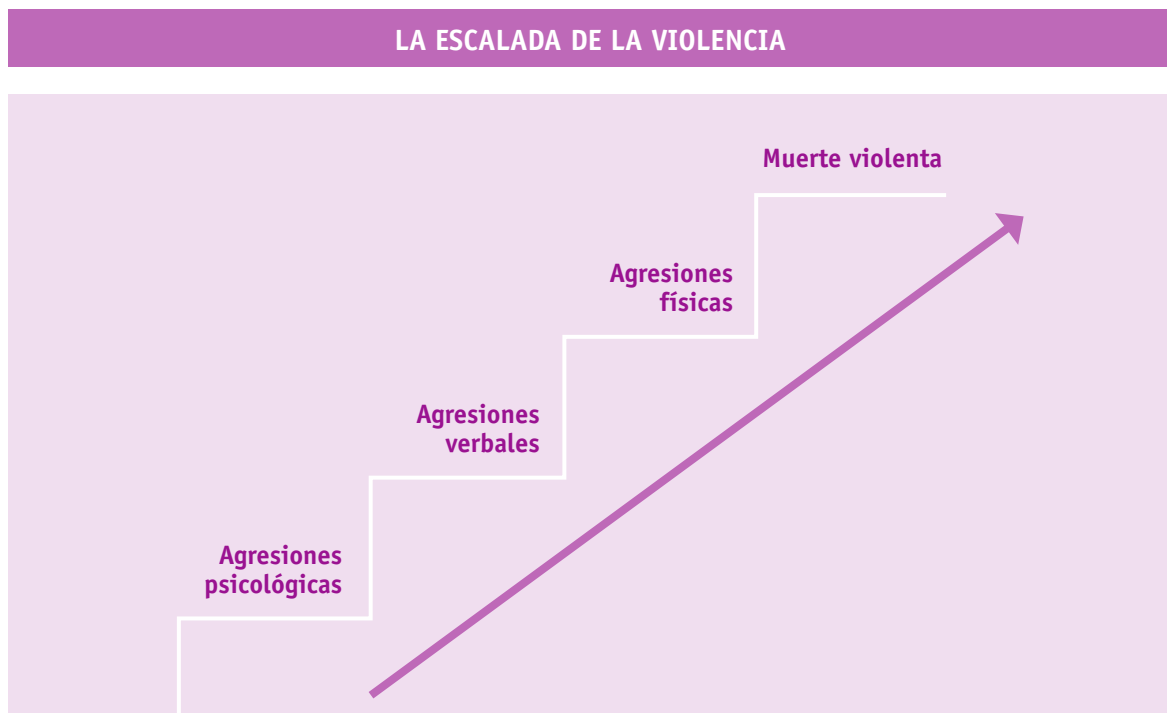 LA ESCALADA DE LA VIOLENCIA
Muerte violenta
Agresiones
físicas
Agresiones
verbales
Agresiones
psicológicas